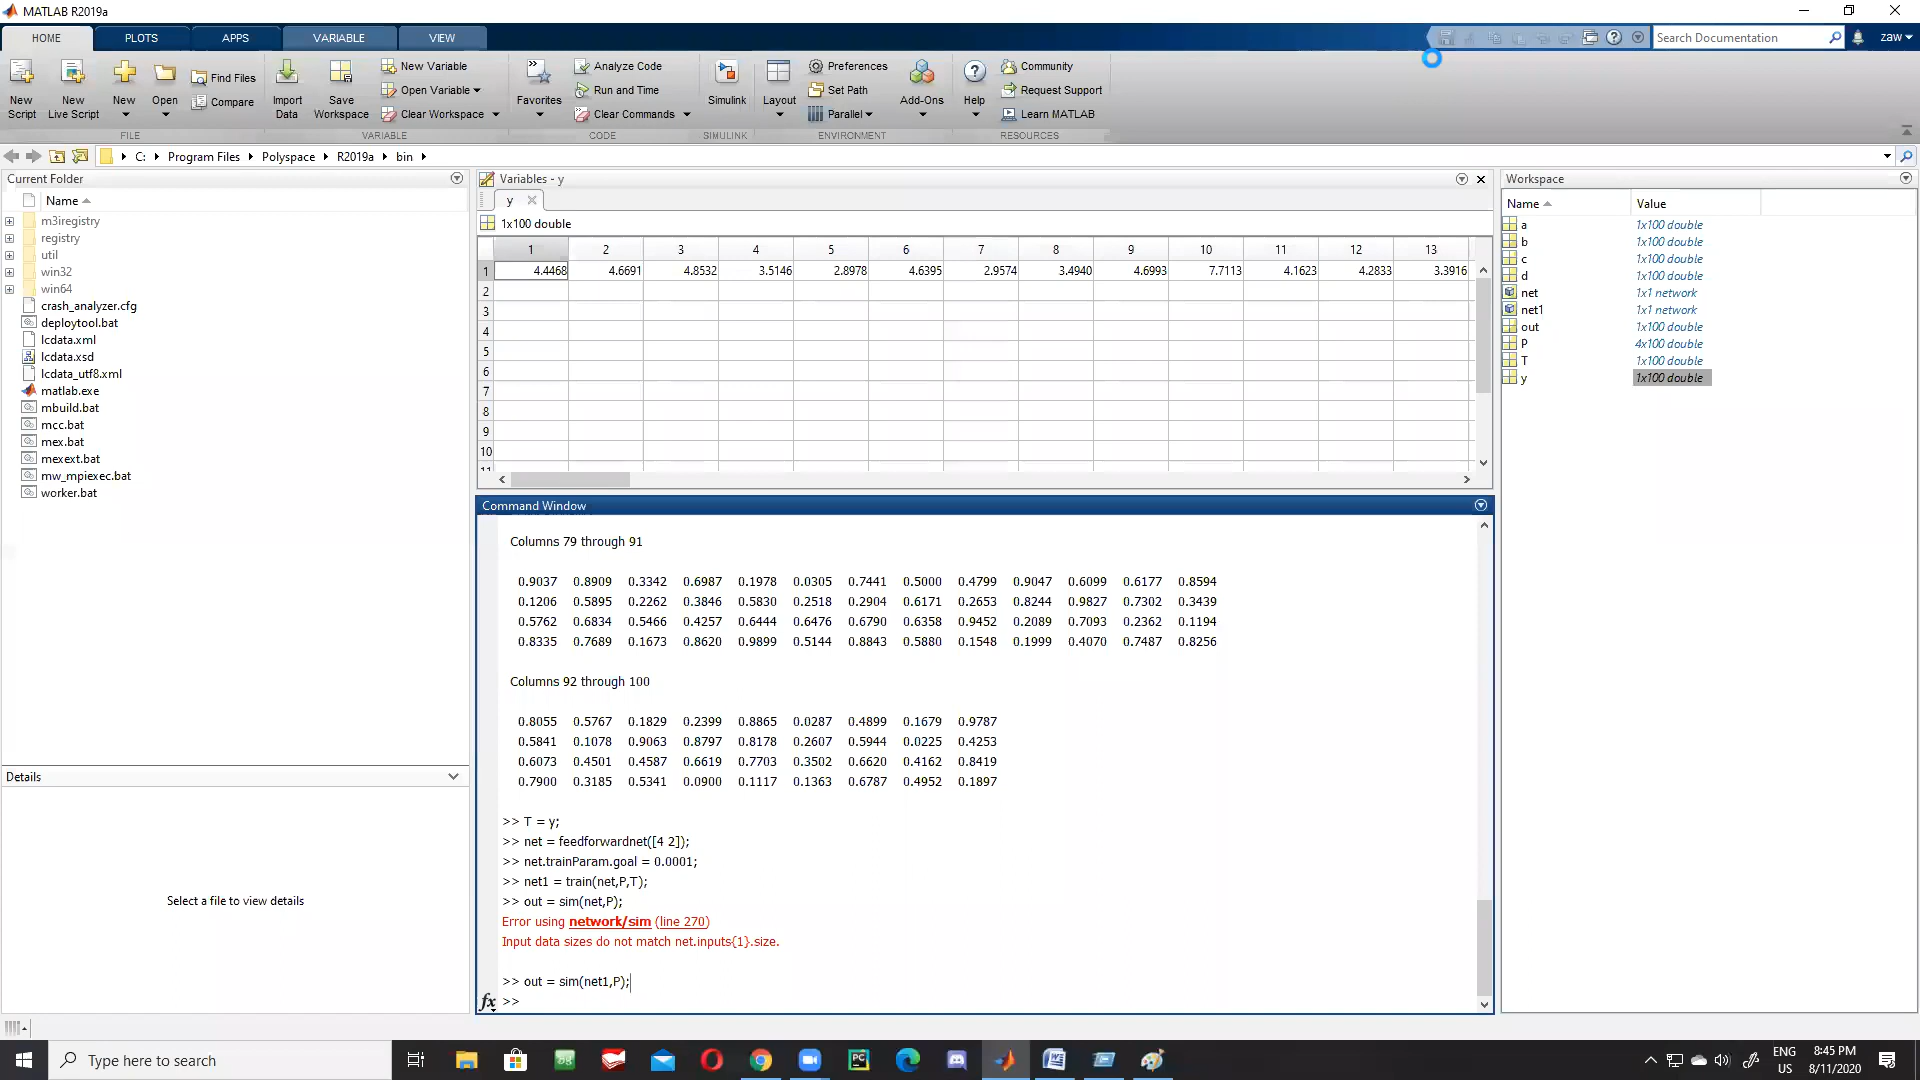 MATLAB R2019a
HOME PLOTS APPS VARIABLE VIEW
Search Documentation
zaw
New Script
New Live Script
New
Open
Find Files
Compare
FILE
Import Data
Save Workspace
New Variable
Open Variable
Clear Workspace
VARIABLE
Favorites
Analyze Code
Run and Time
Clear Commands
CODE
Simulink
SIMULINK
Layout
Preferences
Set Path
Parallel
ENVIRONMENT
Add-Ons
Help
Community
Request Support
Learn MATLAB
RESOURCES
C: Program Files Polyspace R2019a bin
Current Folder
Name
m3iregistry
registry
util
win32
win64
crash_analyzer.cfg
deploytool.bat
lcdata.xml
lcdata.xsd
lcdata_utf8.xml
matlab.exe
mbuild.bat
mcc.bat
mex.bat
mexext.bat
mw_mpiexec.bat
worker.bat
Details
Select a file to view details
Variables - y
y
1x100 double
1 2 3 4 5 6 7 8 9 10 11 12 13
1 4.4468 4.6691 4.8532 3.5146 2.8978 4.6395 2.9574 3.4940 4.6993 7.7113 4.1623 4.2833 3.3916
2
3
4
5
6
7
8
9
10
11
Command Window
Columns 79 through 91
0.9037 0.8909 0.3342 0.6987 0.1978 0.0305 0.7441 0.5000 0.4799 0.9047 0.6099 0.6177 0.8594
0.1206 0.5895 0.2262 0.3846 0.5830 0.2518 0.2904 0.6171 0.2653 0.8244 0.9827 0.7302 0.3439
0.5762 0.6834 0.5466 0.4257 0.6444 0.6476 0.6790 0.6358 0.9452 0.2089 0.7093 0.2362 0.1194
0.8335 0.7689 0.1673 0.8620 0.9899 0.5144 0.8843 0.5880 0.1548 0.1999 0.4070 0.7487 0.8256
Columns 92 through 100
0.8055 0.5767 0.1829 0.2399 0.8865 0.0287 0.4899 0.1679 0.9787
0.5841 0.1078 0.9063 0.8797 0.8178 0.2607 0.5944 0.0225 0.4253
0.6073 0.4501 0.4587 0.6619 0.7703 0.3502 0.6620 0.4162 0.8419
0.7900 0.3185 0.5341 0.0900 0.1117 0.1363 0.6787 0.4952 0.1897
>> T = y;
>> net = feedforwardnet([4 2]);
>> net.trainParam.goal = 0.0001;
>> net1 = train(net,P,T);
>> out = sim(net,P);
Error using network/sim (line 270)
Input data sizes do not match net.inputs{1}.size.
>> out = sim(net1,P);
fx >>
Workspace
Name Value
a 1x100 double
b 1x100 double
c 1x100 double
d 1x100 double
net 1x1 network
net1 1x1 network
out 1x100 double
P 4x100 double
T 1x100 double
y 1x100 double
Type here to search
ENG
US
8:45 PM
8/11/2020